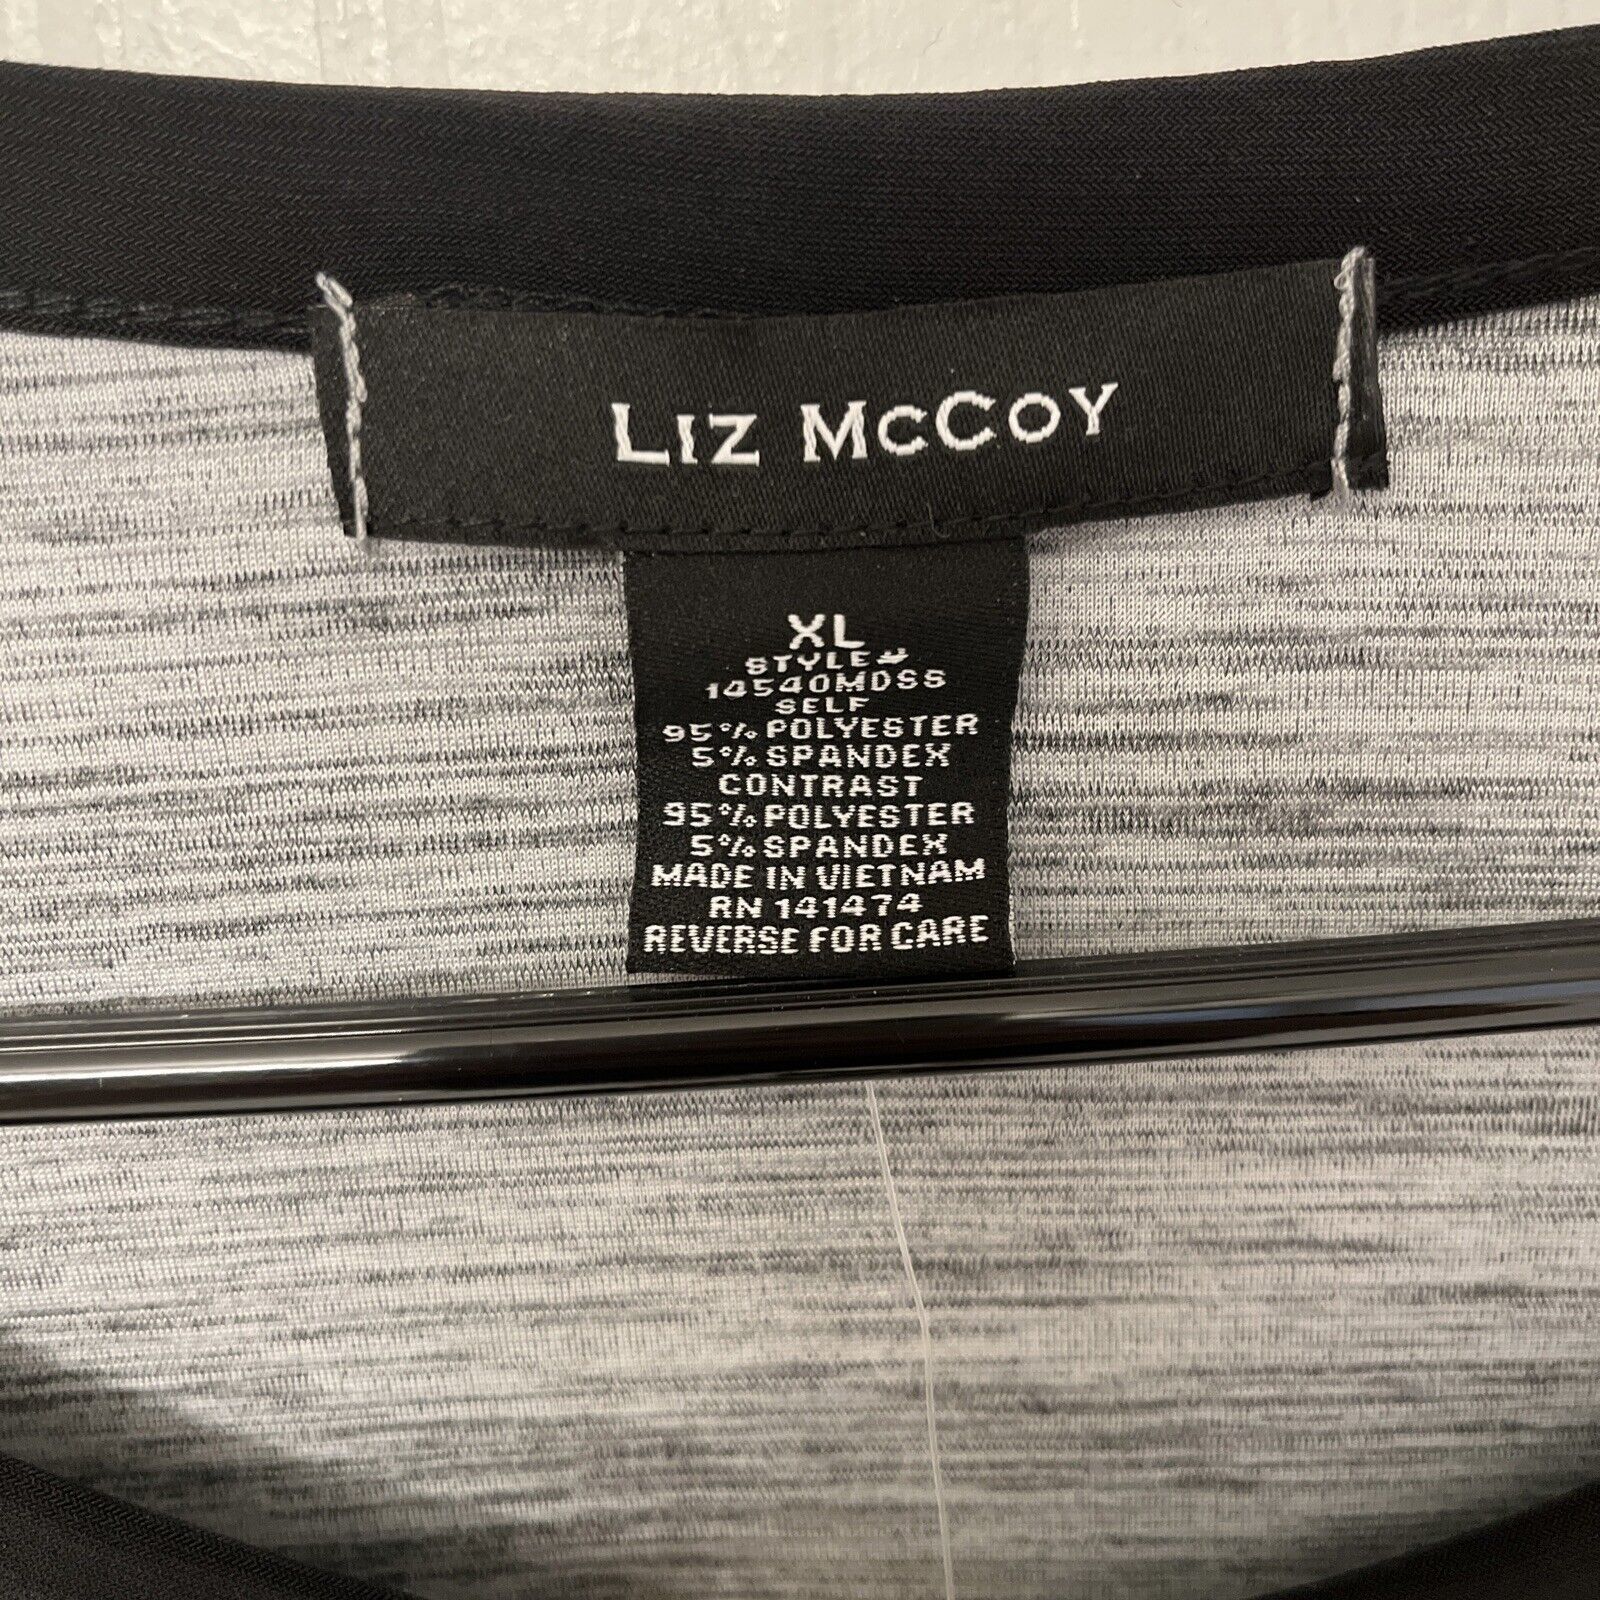 LIZ MCCOY
XL
STYLE#
14540MDSS
SELF
95% POLYESTER
5% SPANDEX
CONTRAST
95% POLYESTER
5% SPANDEX
MADE IN VIETNAM
RN 141474
REVERSE FOR CARE